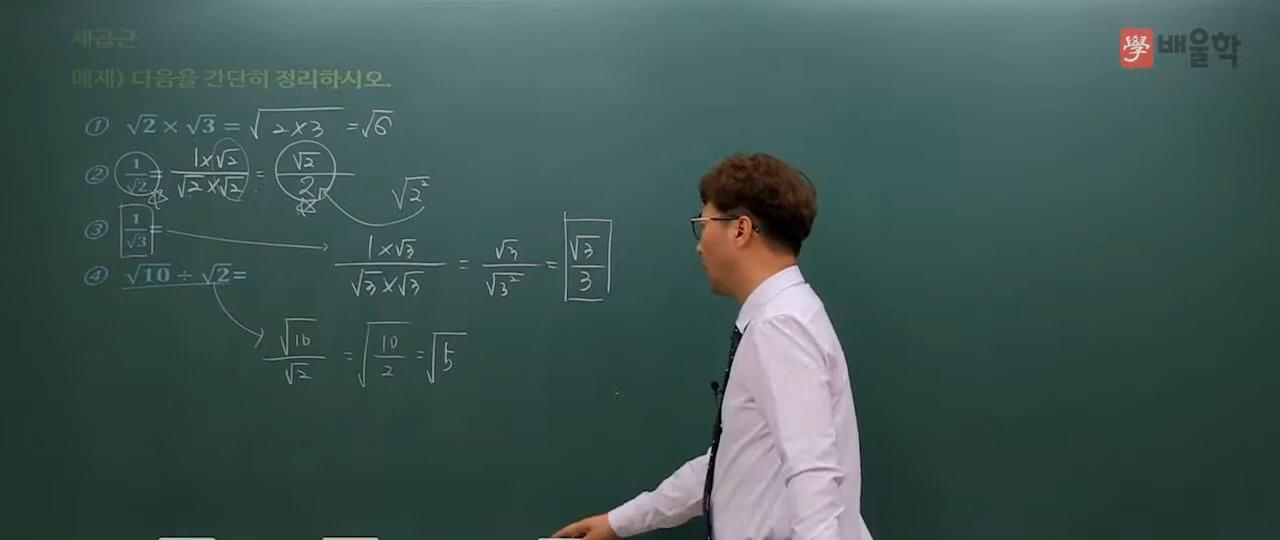 제곱근
學 배울학
예제) 다음을 간단히 정리하시오.
① √2 × √3 = √(2×3) = √6
② 1/√2 = (1×√2)/(√2×√2) = √2/2
√2²
③ 1/√3 =
(1×√3)/(√3×√3) = √3/√3² = √3/3
④ √10 ÷ √2 =
√10/√2 = √(10/2) = √5